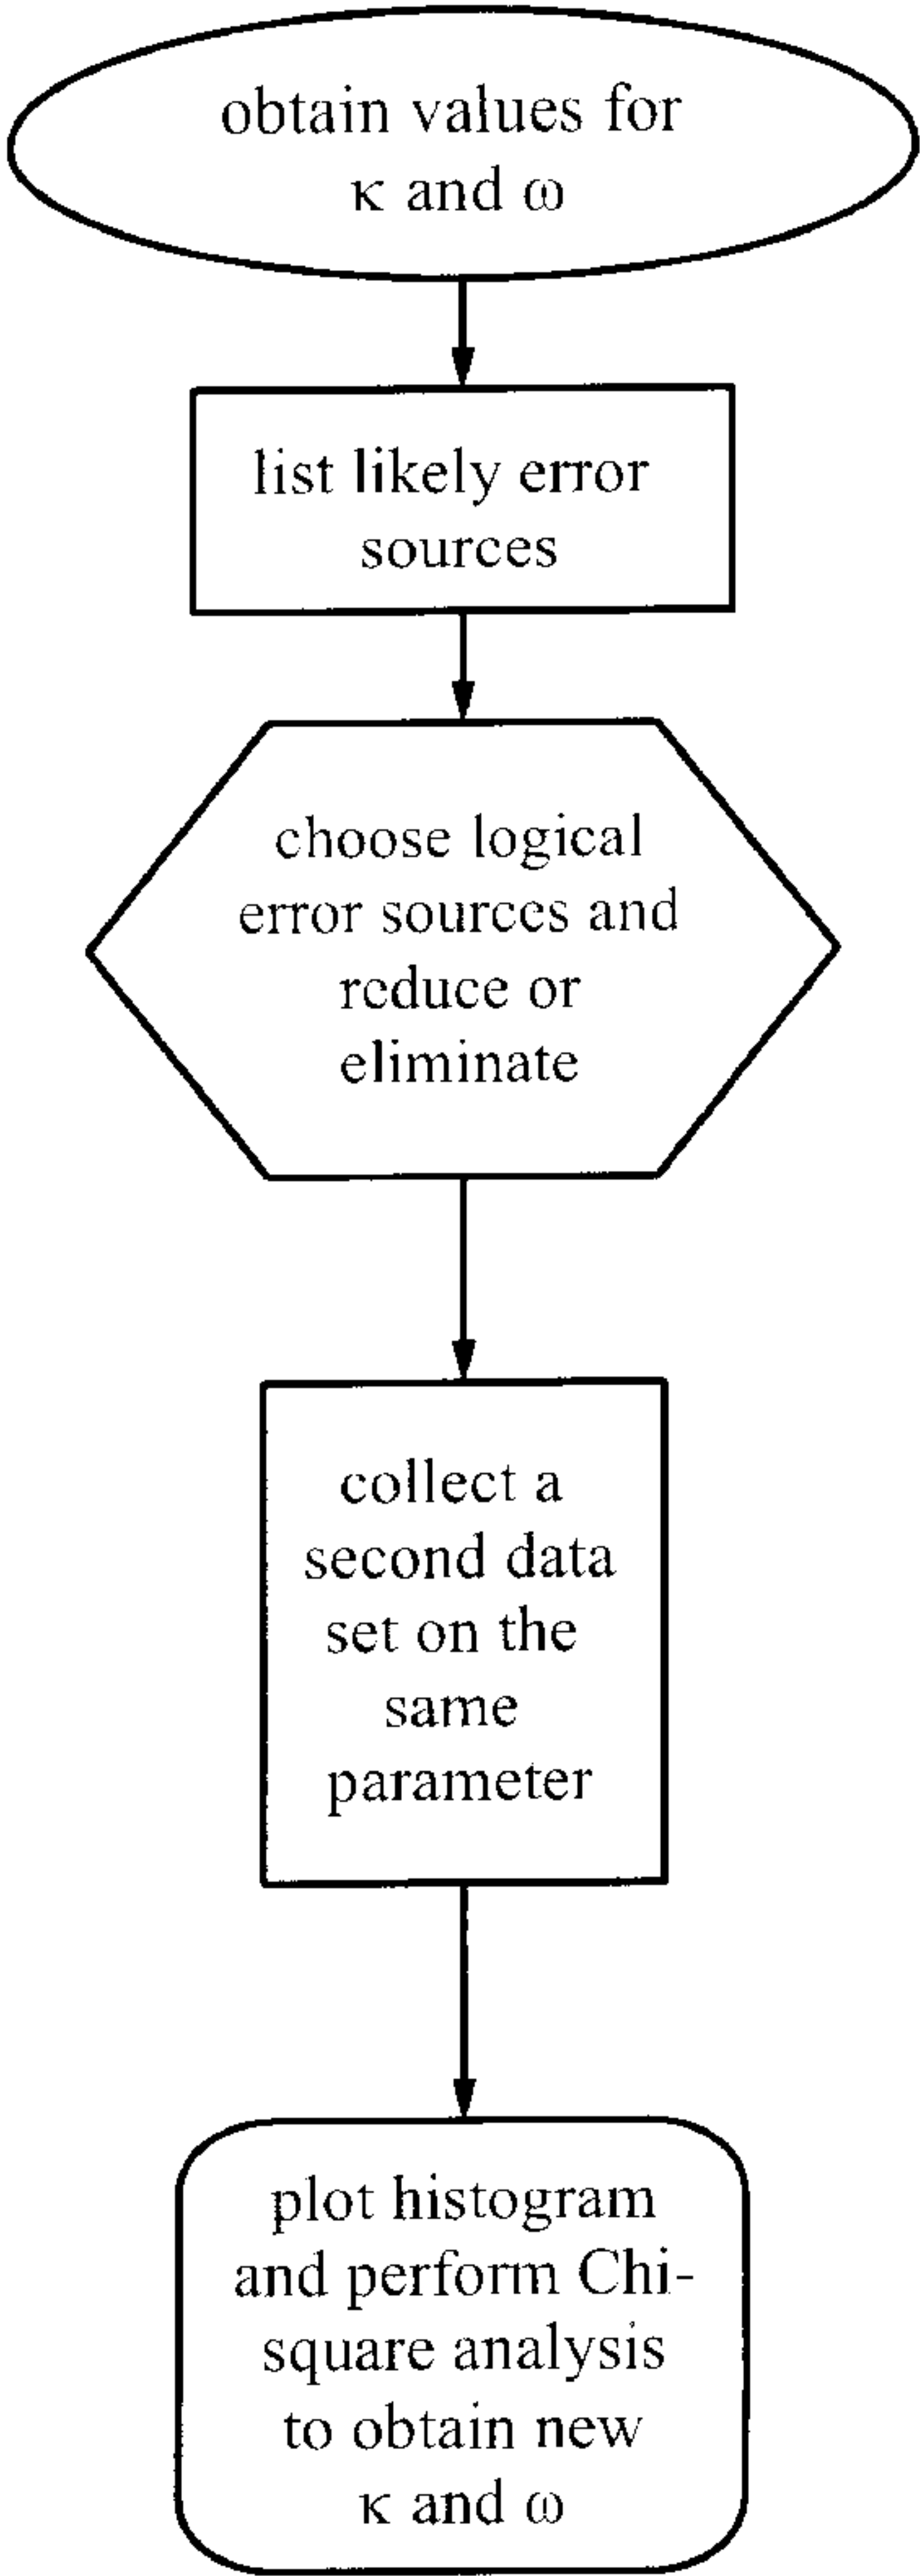 obtain values for
κ and ω
list likely error
sources
choose logical
error sources and
reduce or
eliminate
collect a
second data
set on the
same
parameter
plot histogram
and perform Chi-
square analysis
to obtain new
κ and ω